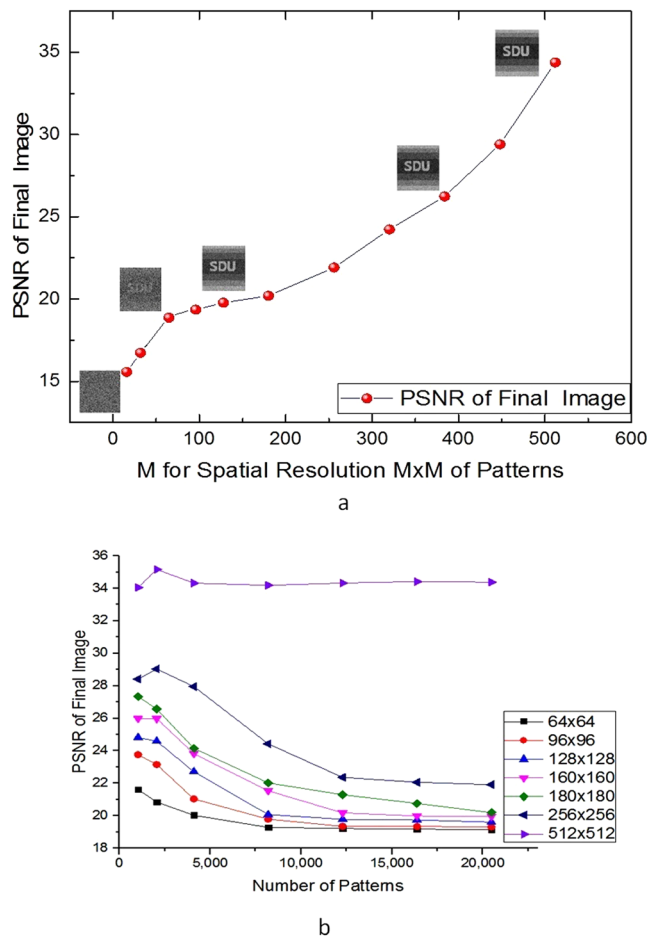 PSNR of Final Image
35
30
25
20
15
SDU
SDU
SDU
SDU
PSNR of Final Image
0 100 200 300 400 500 600
M for Spatial Resolution MxM of Patterns
a
PSNR of Final Image
36
34
32
30
28
26
24
22
20
18
64x64
96x96
128x128
160x160
180x180
256x256
512x512
0 5,000 10,000 15,000 20,000
Number of Patterns
b